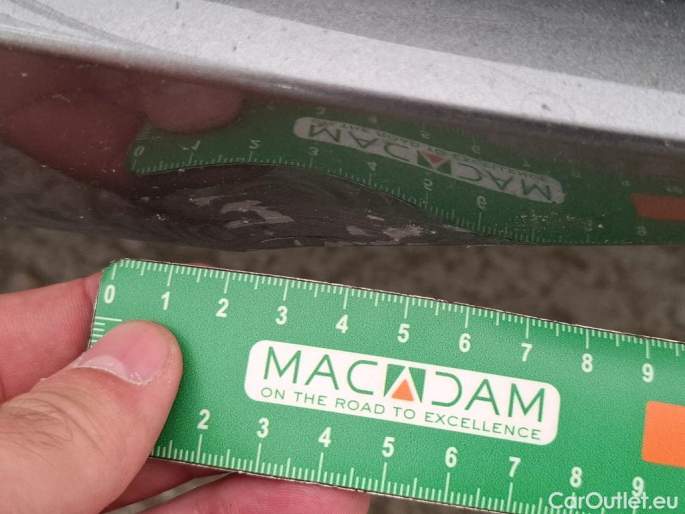 0 1 2 3 4 5 6 7 8 9
MACADAM
ON THE ROAD TO EXCELLENCE
2 3 4 5 6 7 8 9
CarOutlet.eu